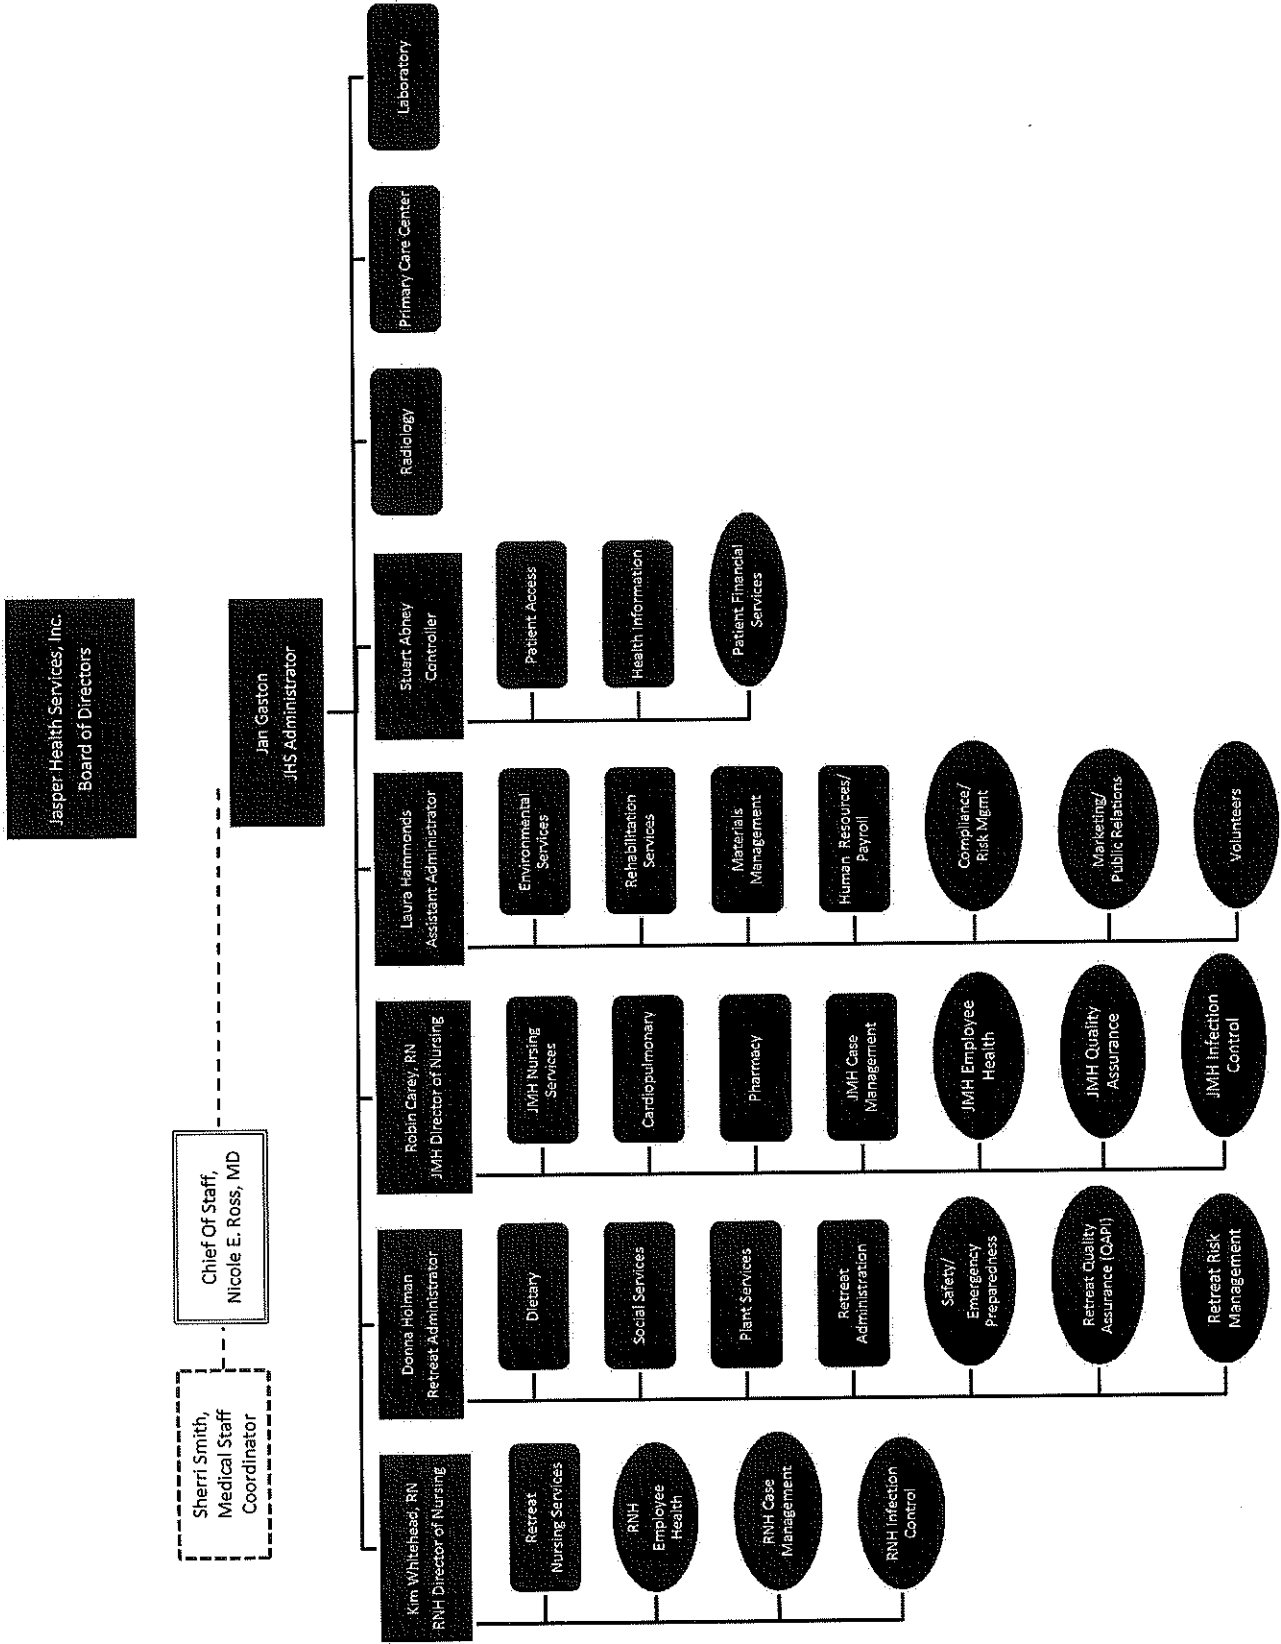 Jasper Health Services, Inc.
Board of Directors
Sherri Smith,
Medical Staff
Coordinator
Chief Of Staff,
Nicole E. Ross, MD
Jan Gaston
JHS Administrator
Kim Whitehead, RN
RNH Director of Nursing
Retreat
Nursing Services
RNH
Employee
Health
RNH Case
Management
RNH Infection
Control
Donna Holman
Retreat Administrator
Dietary
Social Services
Plant Services
Retreat
Administration
Safety/
Emergency
Preparedness
Retreat Quality
Assurance (QAPI)
Retreat Risk
Management
Robin Carey, RN
JMH Director of Nursing
JMH Nursing
Services
Cardiopulmonary
Pharmacy
JMH Case
Management
JMH Employee
Health
JMH Quality
Assurance
JMH Infection
Control
Laura Hammonds
Assistant Administrator
Environmental
Services
Rehabilitation
Services
Materials
Management
Human Resources/
Payroll
Compliance/
Risk Mgmt
Marketing/
Public Relations
Volunteers
Stuart Abney
Controller
Patient Access
Health Information
Patient Financial
Services
Radiology
Primary Care Center
Laboratory